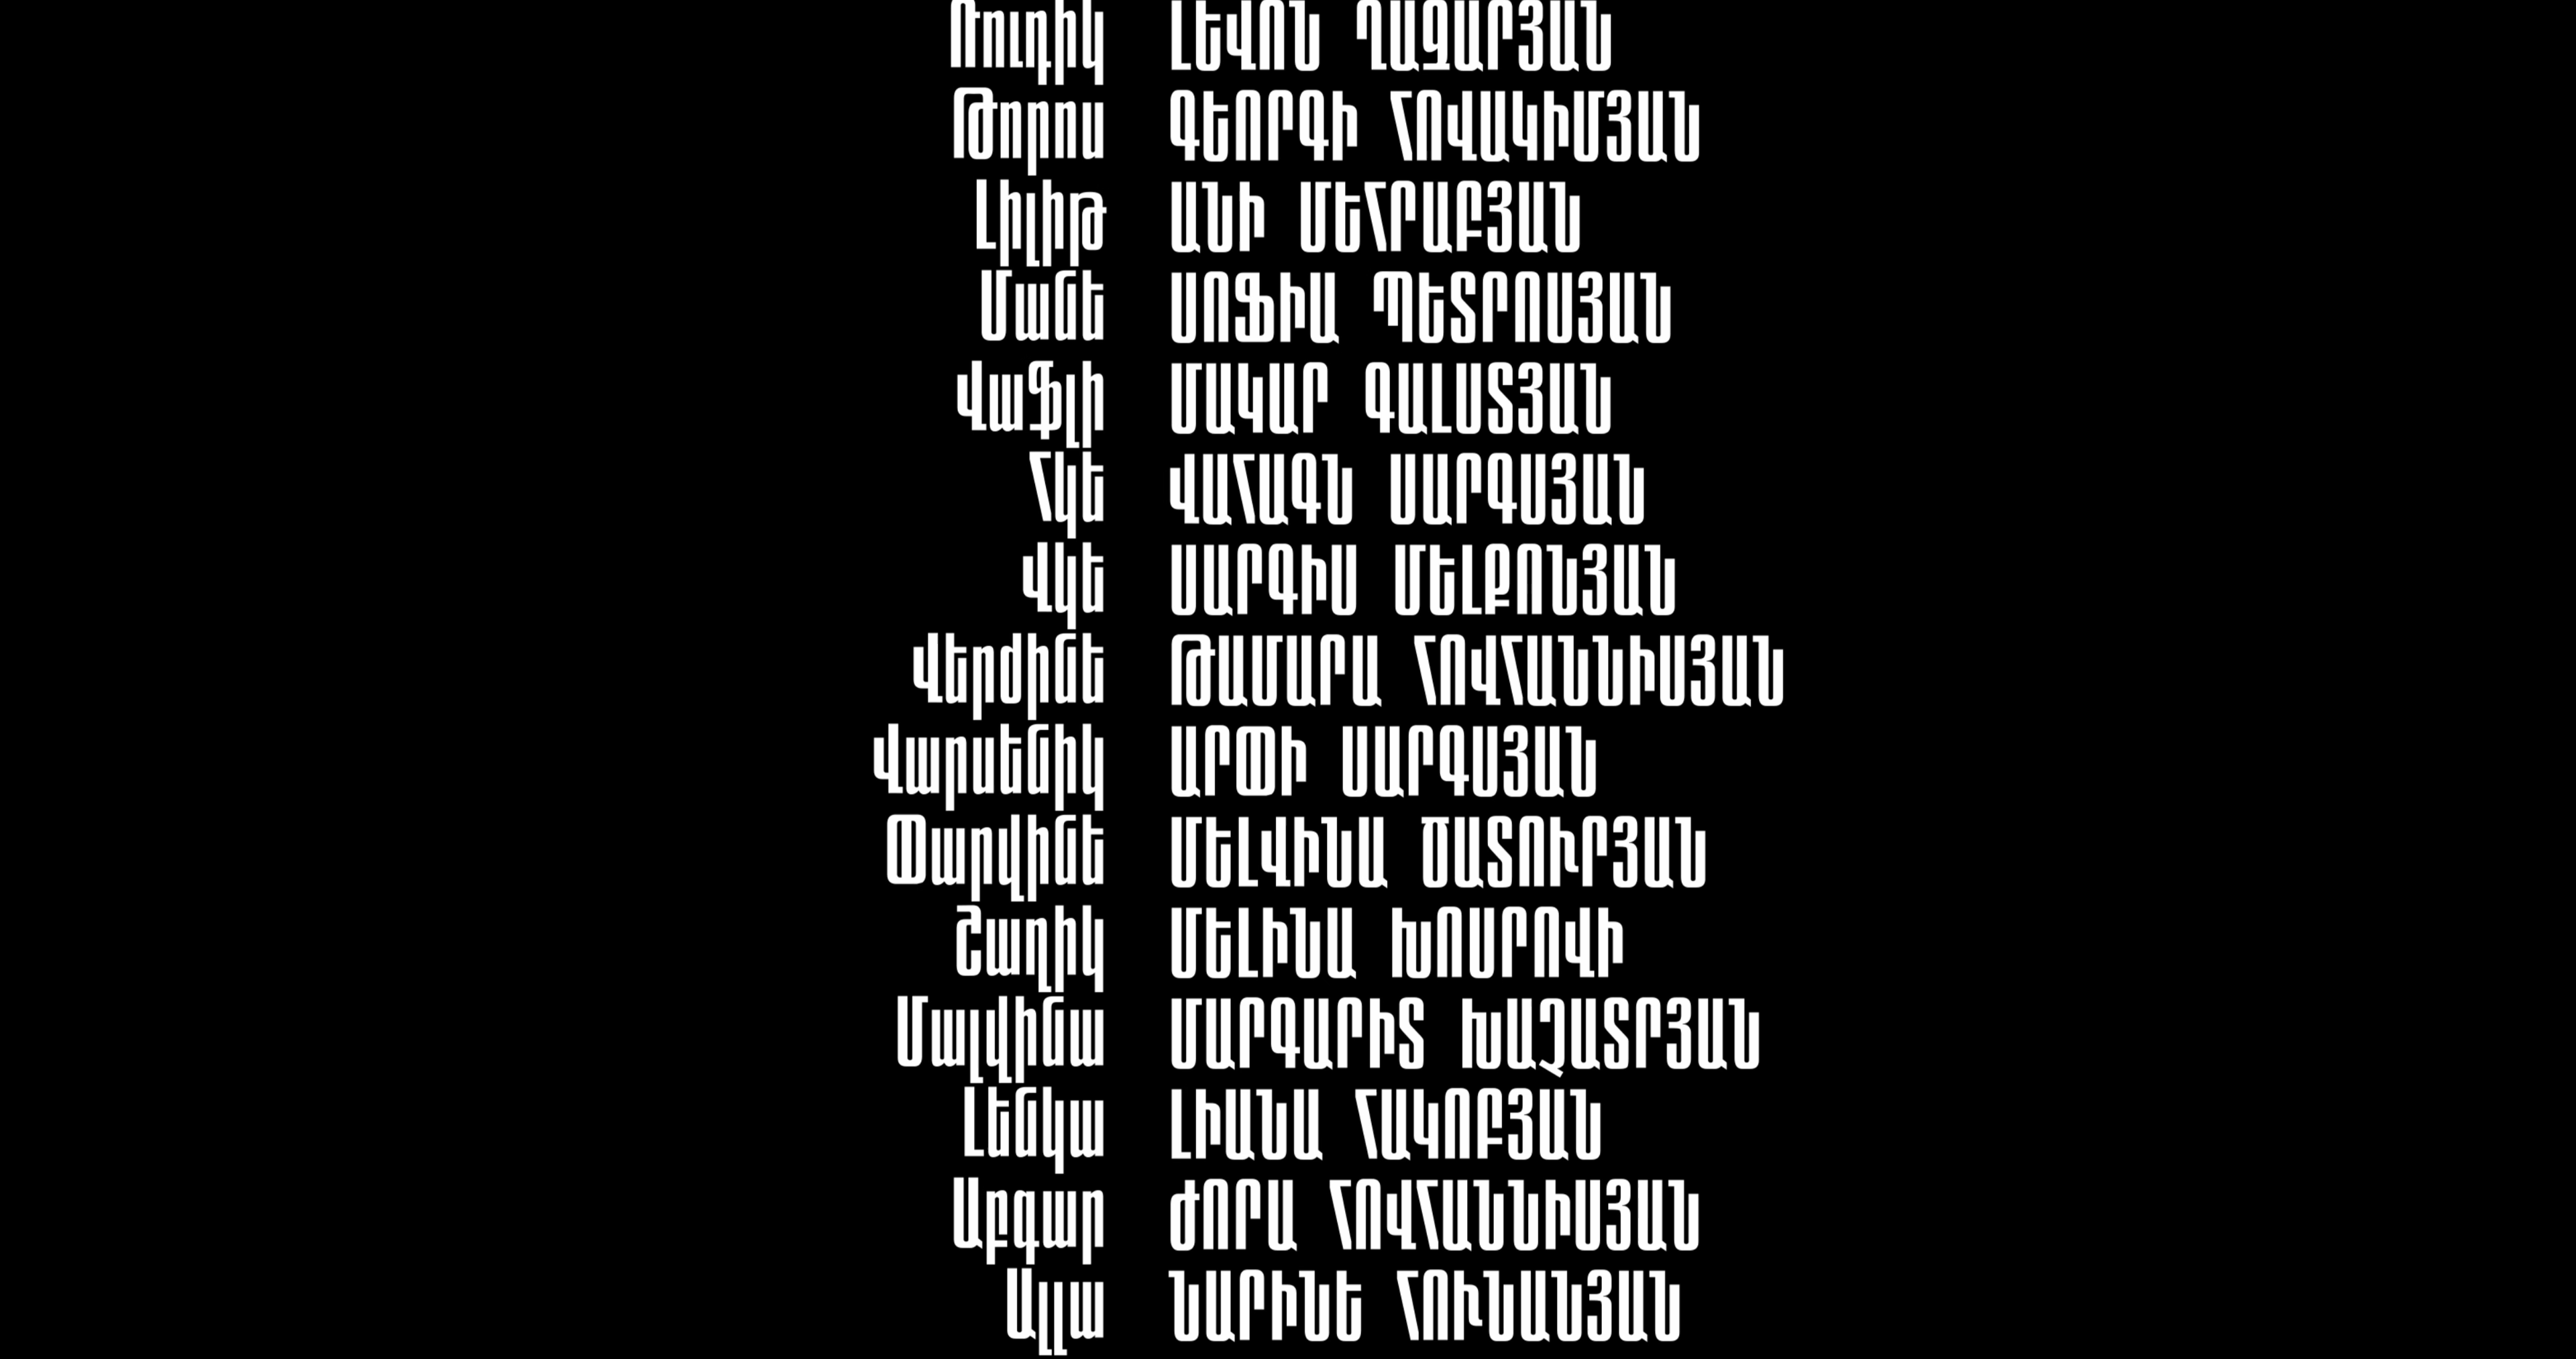 Ռուդիկ ԼԵՎՈՆ ՂԱԶԱՐՅԱՆ
Թորոս ԳԵՈՐԳԻ ՀՈՎԱԿԻՄՅԱՆ
Լիլիթ ԱՆԻ ՄԵՀՐԱԲՅԱՆ
Մանե ՍՈՖԻԱ ՊԵՏՐՈՍՅԱՆ
Վաֆլի ՄԱԿԱՐ ԳԱԼՍՏՅԱՆ
Հկե ՎԱՀԱԳՆ ՍԱՐԳՍՅԱՆ
Վկե ՍԱՐԳԻՍ ՄԵԼՔՈՆՅԱՆ
Վերժինե ԹԱՄԱՐԱ ՀՈՎՀԱՆՆԻՍՅԱՆ
Վարսենիկ ԱՐՓԻ ՍԱՐԳՍՅԱՆ
Փարվինե ՄԵԼՎԻՆԱ ԾԱՏՈՒՐՅԱՆ
Շաղիկ ՄԵԼԻՆԱ ԽՈՍՐՈՎԻ
Մալվինա ՄԱՐԳԱՐԻՏ ԽԱՉԱՏՐՅԱՆ
Լենկա ԼԻԱՆԱ ՀԱԿՈԲՅԱՆ
Աբգար ԺՈՐԱ ՀՈՎՀԱՆՆԻՍՅԱՆ
Ալլա ՆԱՐԻՆԵ ՀՈՒՆԱՆՅԱՆ